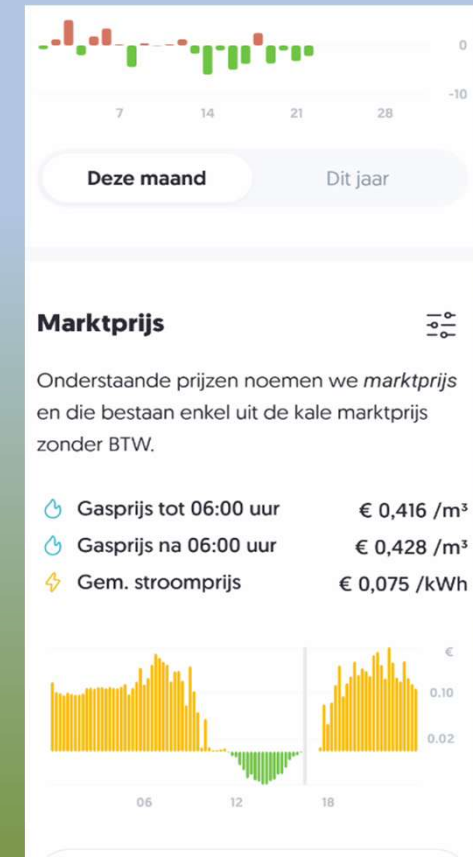 0
-10
7 14 21 28
Deze maand Dit jaar
Marktprijs
Onderstaande prijzen noemen we marktprijs
en die bestaan enkel uit de kale marktprijs
zonder BTW.
Gasprijs tot 06:00 uur € 0,416 /m³
Gasprijs na 06:00 uur € 0,428 /m³
Gem. stroomprijs € 0,075 /kWh
€
0.10
0.02
06 12 18